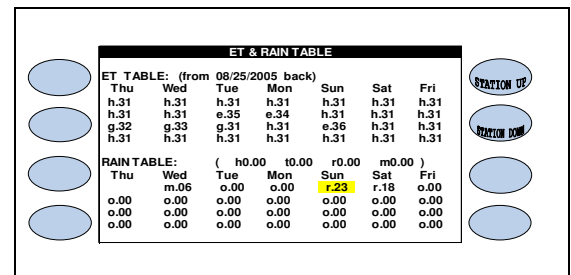 ET & RAIN TABLE
ET TABLE: (from 08/25/2005 back)
Thu Wed Tue Mon Sun Sat Fri
h.31 h.31 h.31 h.31 h.31 h.31 h.31
h.31 h.31 e.35 e.34 h.31 h.31 h.31
g.32 g.33 g.31 h.31 e.36 h.31 h.31
h.31 h.31 h.31 h.31 h.31 h.31 h.31
RAIN TABLE: ( h0.00 t0.00 r0.00 m0.00 )
Thu Wed Tue Mon Sun Sat Fri
m.06 o.00 o.00 r.23 r.18 o.00
o.00 o.00 o.00 o.00 o.00 o.00 o.00
o.00 o.00 o.00 o.00 o.00 o.00 o.00
o.00 o.00 o.00 o.00 o.00 o.00 o.00
STATION UP
STATION DOWN